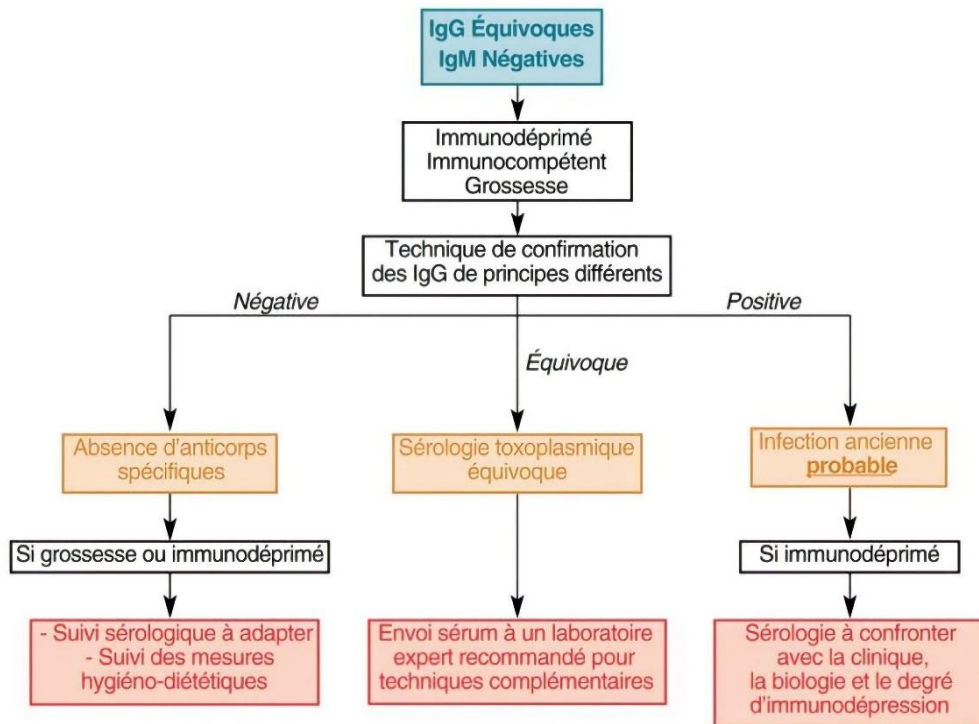 IgG Équivoques
IgM Négatives
Immunodéprimé
Immunocompétent
Grossesse
Technique de confirmation
des IgG de principes différents
Négative
Positive
Équivoque
Absence d'anticorps
spécifiques
Sérologie toxoplasmique
équivoque
Infection ancienne
probable
Si grossesse ou immunodéprimé
Si immunodéprimé
- Suivi sérologique à adapter
- Suivi des mesures
hygiéno-diététiques
Envoi sérum à un laboratoire
expert recommandé pour
techniques complémentaires
Sérologie à confronter
avec la clinique,
la biologie et le degré
d'immunodépression